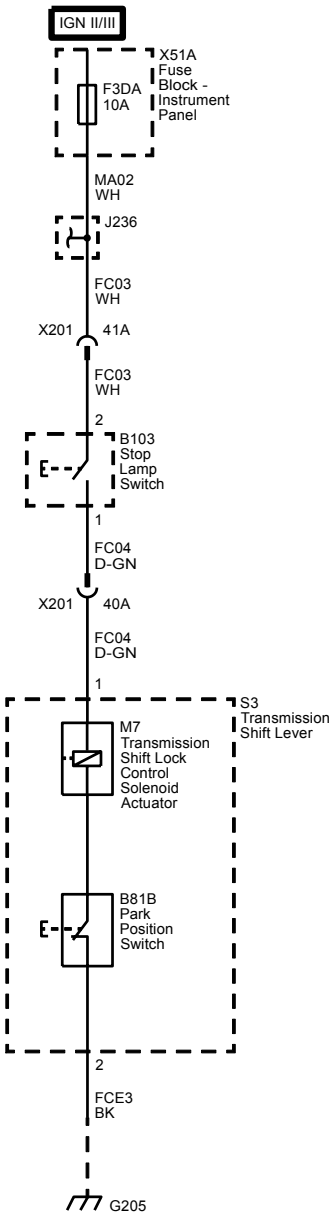 IGN II/III
X51A
Fuse
Block -
Instrument
Panel
F3DA
10A
MA02
WH
J236
FC03
WH
X201 41A
FC03
WH
2
B103
Stop
Lamp
Switch
1
FC04
D-GN
X201 40A
FC04
D-GN
1
S3
Transmission
Shift Lever
M7
Transmission
Shift Lock
Control
Solenoid
Actuator
B81B
Park
Position
Switch
2
FCE3
BK
G205